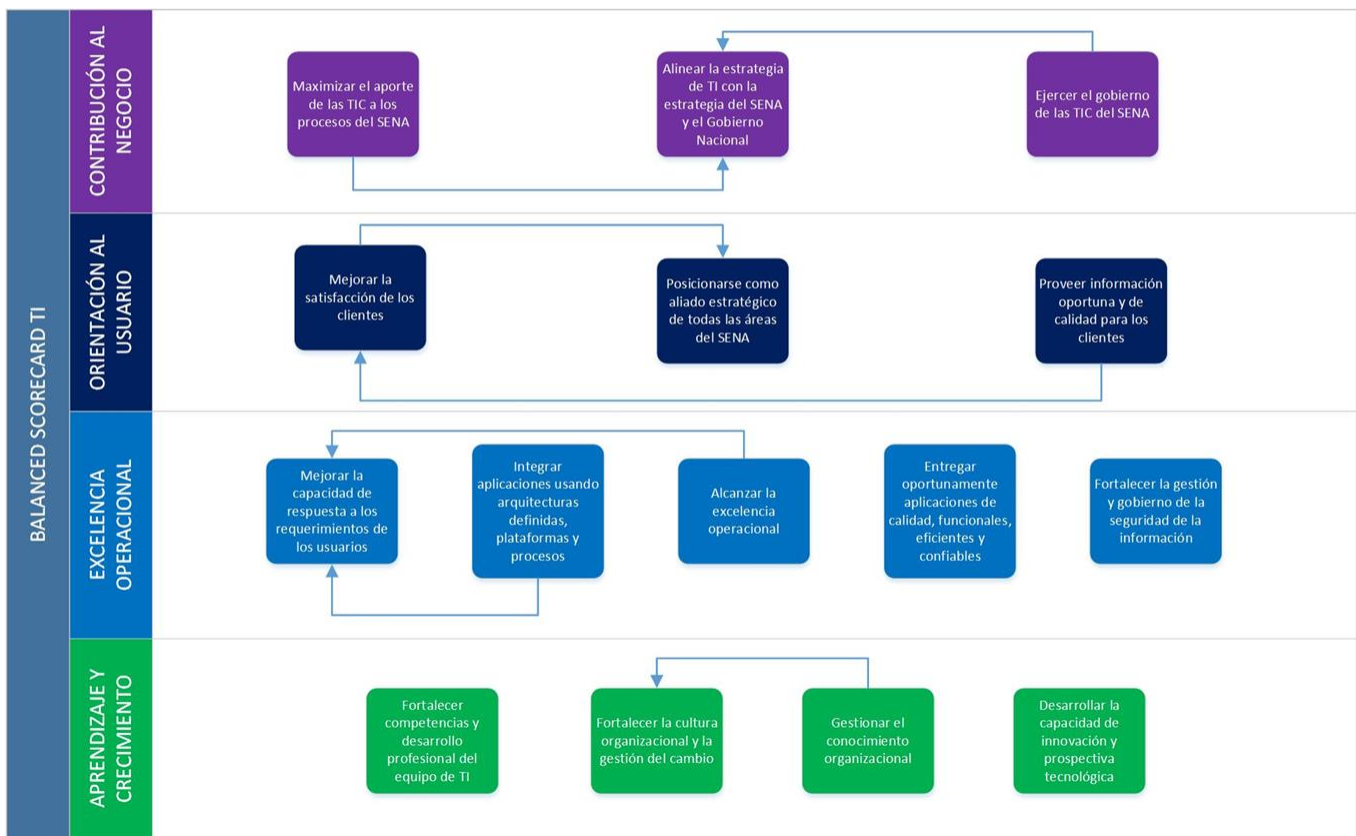 BALANCED SCORECARD TI
CONTRIBUCIÓN AL
NEGOCIO
Maximizar el aporte
de las TIC a los
procesos del SENA
Alinear la estrategia
de TI con la
estrategia del SENA
y el Gobierno
Nacional
Ejercer el gobierno
de las TIC del SENA
ORIENTACIÓN AL
USUARIO
Mejorar la
satisfacción de los
clientes
Posicionarse como
aliado estratégico
de todas las áreas
del SENA
Proveer información
oportuna y de
calidad para los
clientes
EXCELENCIA
OPERACIONAL
Mejorar la
capacidad de
respuesta a los
requerimientos de
los usuarios
Integrar
aplicaciones usando
arquitecturas
definidas,
plataformas y
procesos
Alcanzar la
excelencia
operacional
Entregar
oportunamente
aplicaciones de
calidad, funcionales,
eficientes y
confiables
Fortalecer la gestión
y gobierno de la
seguridad de la
información
APRENDIZAJE Y
CRECIMIENTO
Fortalecer
competencias y
desarrollo
profesional del
equipo de TI
Fortalecer la cultura
organizacional y la
gestión del cambio
Gestionar el
conocimiento
organizacional
Desarrollar la
capacidad de
innovación y
prospectiva
tecnológica